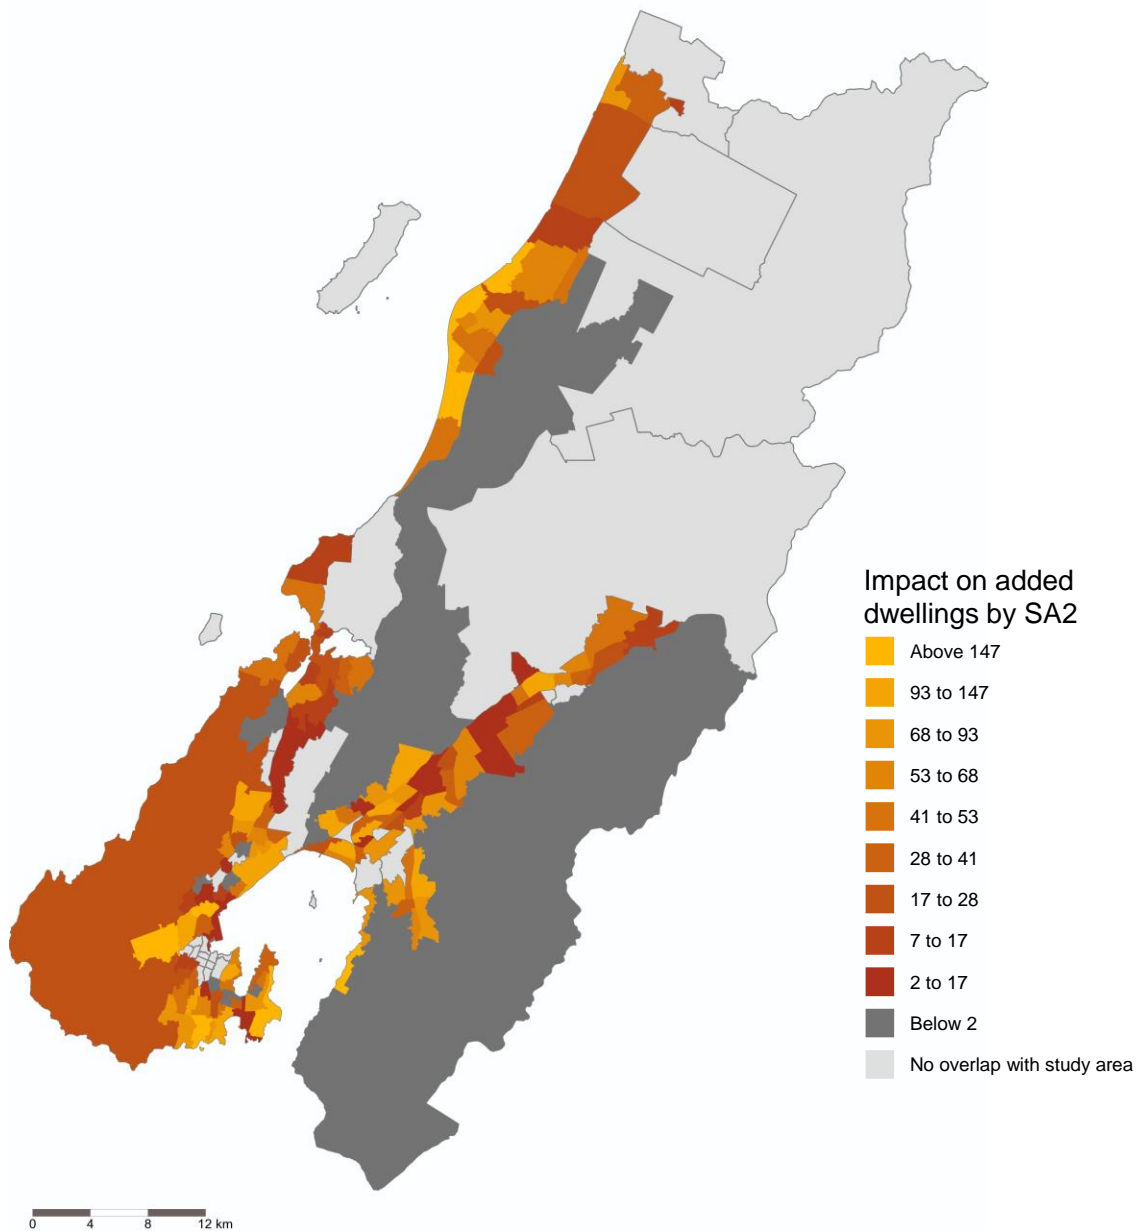 Impact on added
dwellings by SA2
Above 147
93 to 147
68 to 93
53 to 68
41 to 53
28 to 41
17 to 28
7 to 17
2 to 17
Below 2
No overlap with study area
0 4 8 12 km